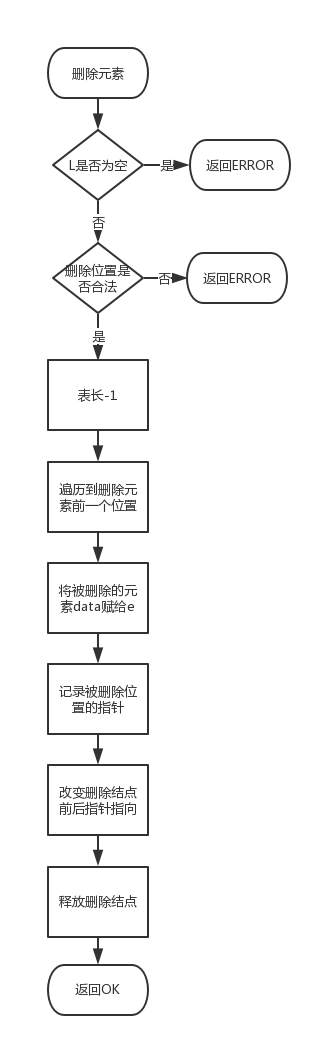 删除元素
L是否为空
是
返回ERROR
否
删除位置是
否合法
否
返回ERROR
是
表长-1
遍历到删除元
素前一个位置
将被删除的元
素data赋给e
记录被删除位
置的指针
改变删除结点
前后指针指向
释放删除结点
返回OK